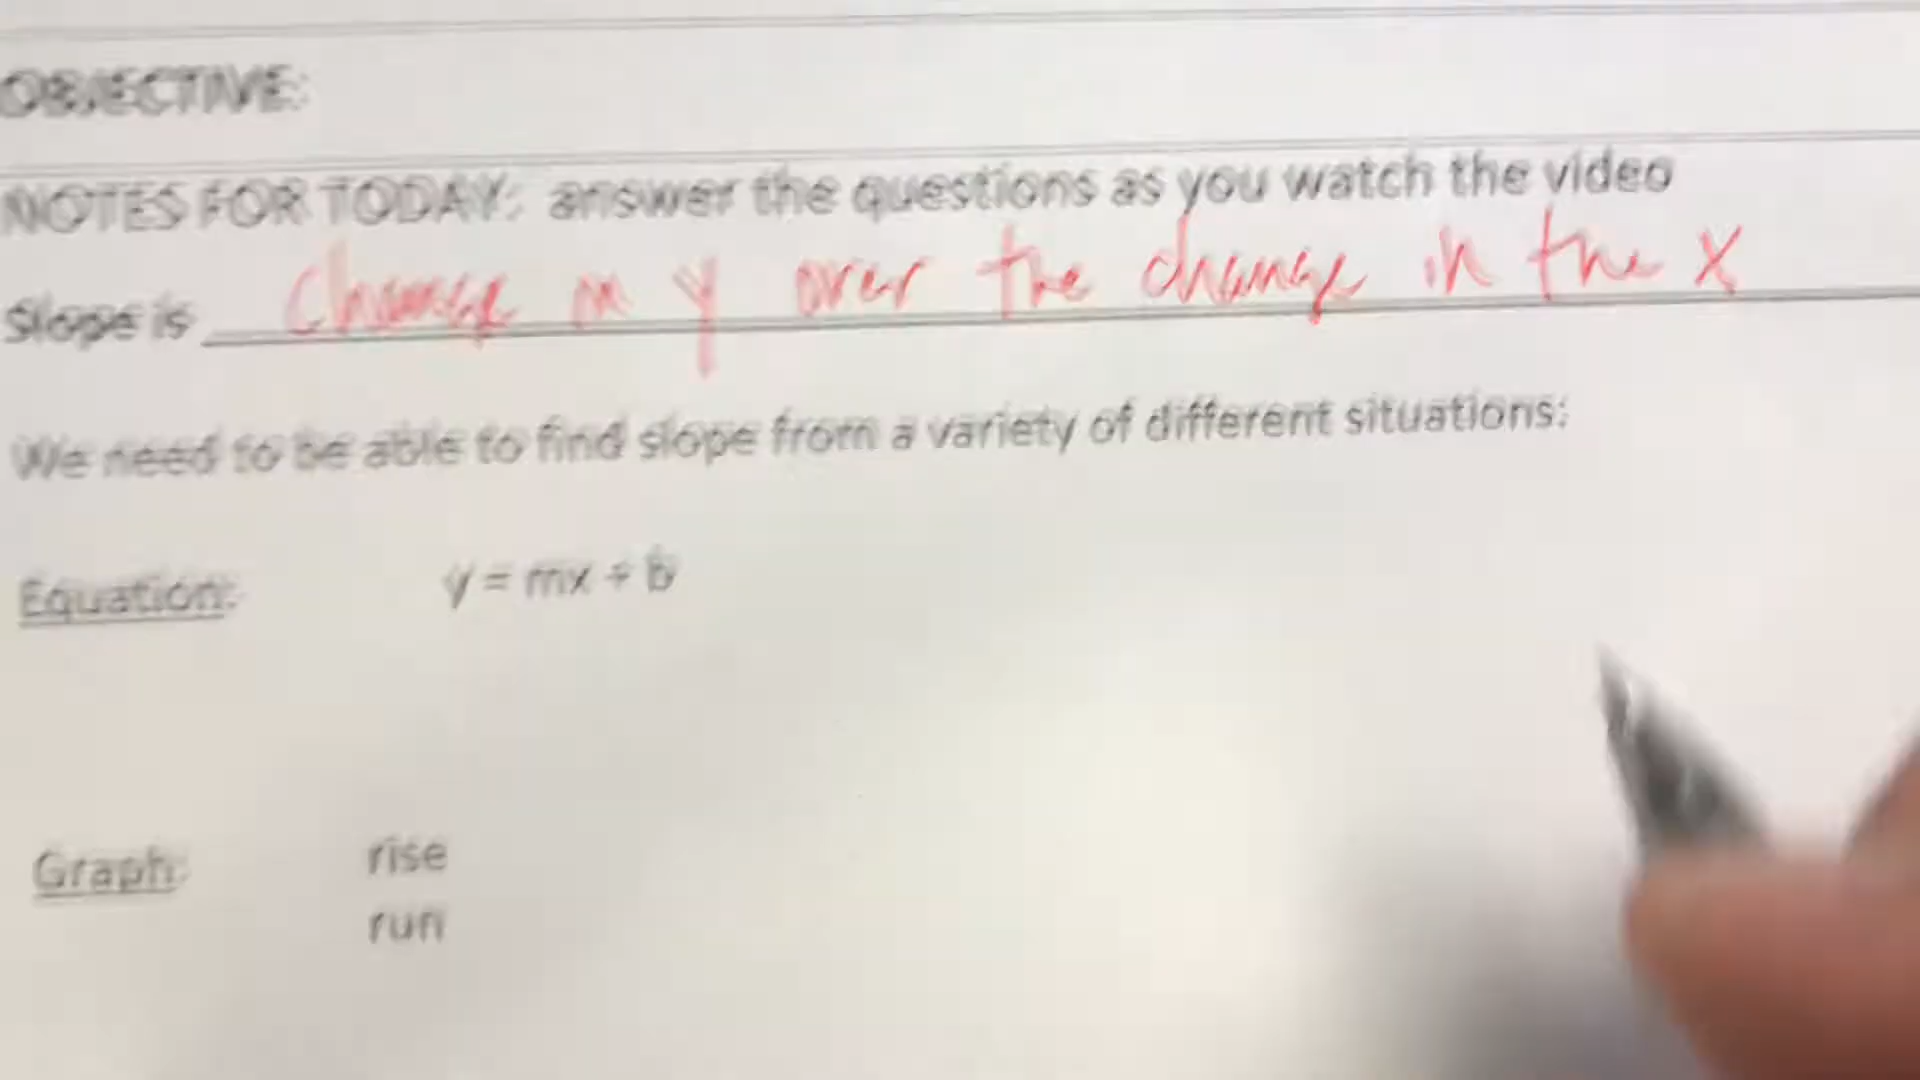 OBJECTIVE:
NOTES FOR TODAY: answer the questions as you watch the video
Slope is change in y over the change in the x
We need to be able to find slope from a variety of different situations:
Equation: y = mx + b
Graph: rise
run